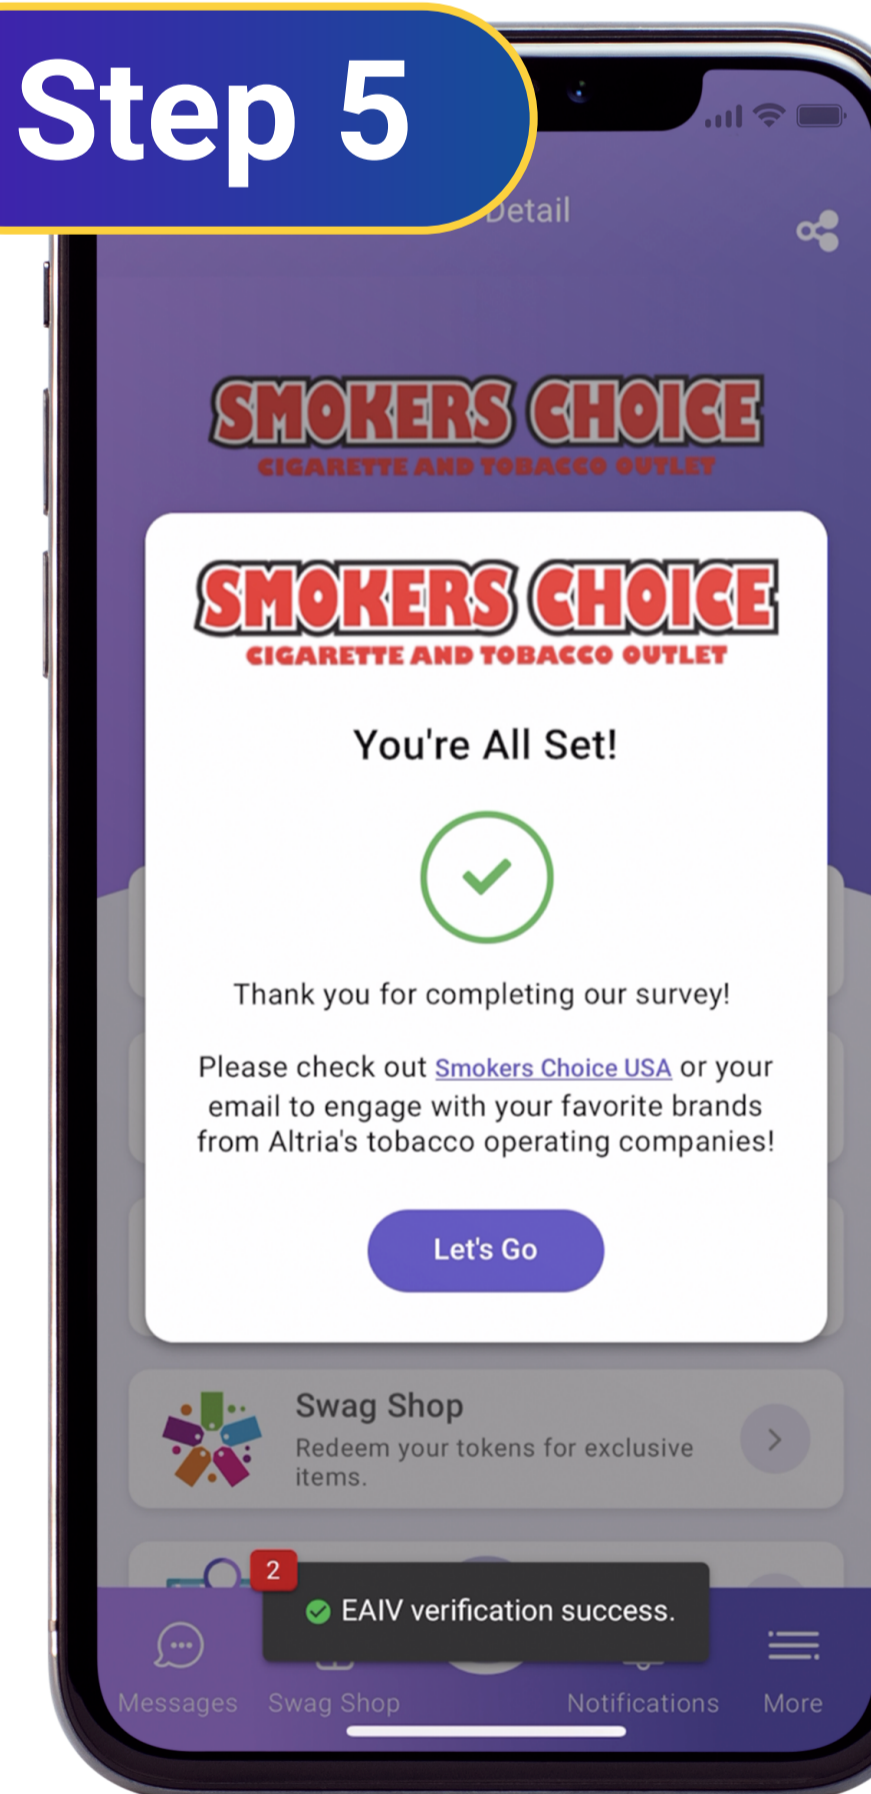 Step 5
Detail
SMOKERS CHOICE
CIGARETTE AND TOBACCO OUTLET
SMOKERS CHOICE
CIGARETTE AND TOBACCO OUTLET
You're All Set!
Thank you for completing our survey!
Please check out Smokers Choice USA or your
email to engage with your favorite brands
from Altria's tobacco operating companies!
Let's Go
Swag Shop
Redeem your tokens for exclusive
items.
2
EAIV verification success.
Messages Swag Shop Notifications More